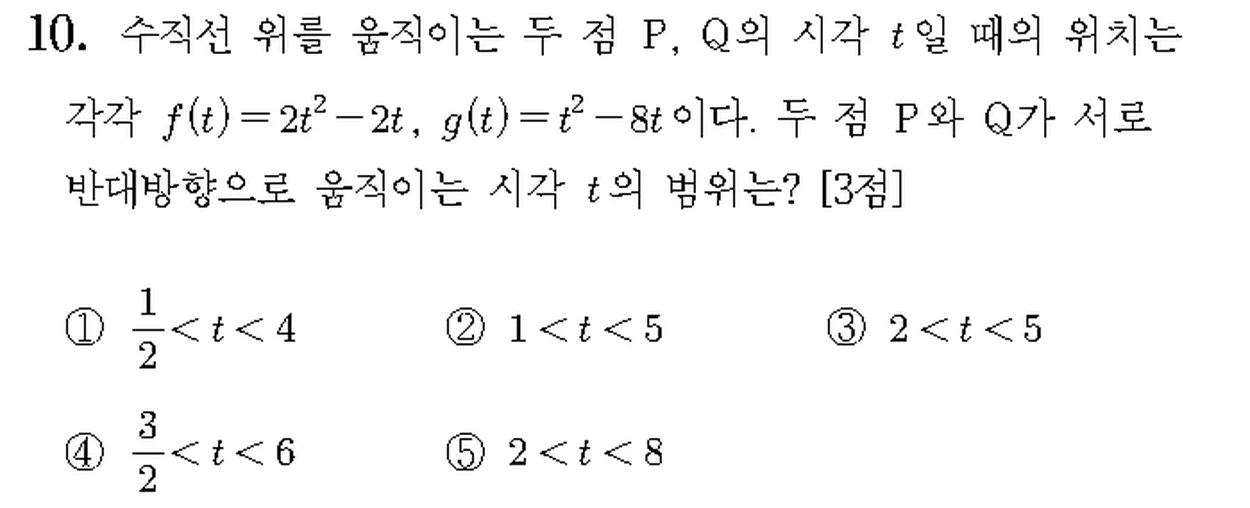 10. 수직선 위를 움직이는 두 점 P, Q의 시각 t일 때의 위치는
각각 f(t)=2t²-2t, g(t)=t²-8t이다. 두 점 P와 Q가 서로
반대방향으로 움직이는 시각 t의 범위는? [3점]
① 1/2<t<4 ② 1<t<5 ③ 2<t<5
④ 3/2<t<6 ⑤ 2<t<8